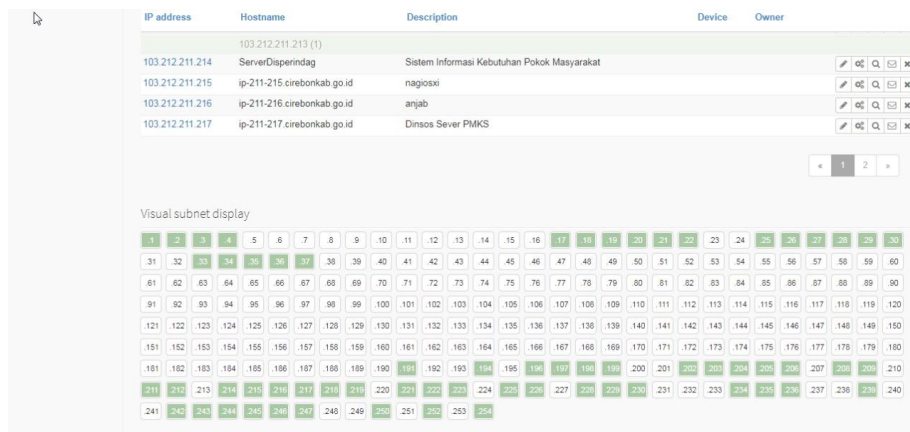 IP address Hostname Description Device Owner
103.212.211.213 (1)
103.212.211.214 ServerDisperindag Sistem Informasi Kebutuhan Pokok Masyarakat
103.212.211.215 ip-211-215.cirebonkab.go.id nagiosxi
103.212.211.216 ip-211-216.cirebonkab.go.id anjab
103.212.211.217 ip-211-217.cirebonkab.go.id Dinsos Sever PMKS
« 1 2 »
Visual subnet display
.1 .2 .3 .4 .5 .6 .7 .8 .9 .10 .11 .12 .13 .14 .15 .16 .17 .18 .19 .20 .21 .22 .23 .24 .25 .26 .27 .28 .29 .30
.31 .32 .33 .34 .35 .36 .37 .38 .39 .40 .41 .42 .43 .44 .45 .46 .47 .48 .49 .50 .51 .52 .53 .54 .55 .56 .57 .58 .59 .60
.61 .62 .63 .64 .65 .66 .67 .68 .69 .70 .71 .72 .73 .74 .75 .76 .77 .78 .79 .80 .81 .82 .83 .84 .85 .86 .87 .88 .89 .90
.91 .92 .93 .94 .95 .96 .97 .98 .99 .100 .101 .102 .103 .104 .105 .106 .107 .108 .109 .110 .111 .112 .113 .114 .115 .116 .117 .118 .119 .120
.121 .122 .123 .124 .125 .126 .127 .128 .129 .130 .131 .132 .133 .134 .135 .136 .137 .138 .139 .140 .141 .142 .143 .144 .145 .146 .147 .148 .149 .150
.151 .152 .153 .154 .155 .156 .157 .158 .159 .160 .161 .162 .163 .164 .165 .166 .167 .168 .169 .170 .171 .172 .173 .174 .175 .176 .177 .178 .179 .180
.181 .182 .183 .184 .185 .186 .187 .188 .189 .190 .191 .192 .193 .194 .195 .196 .197 .198 .199 .200 .201 .202 .203 .204 .205 .206 .207 .208 .209 .210
.211 .212 .213 .214 .215 .216 .217 .218 .219 .220 .221 .222 .223 .224 .225 .226 .227 .228 .229 .230 .231 .232 .233 .234 .235 .236 .237 .238 .239 .240
.241 .242 .243 .244 .245 .246 .247 .248 .249 .250 .251 .252 .253 .254